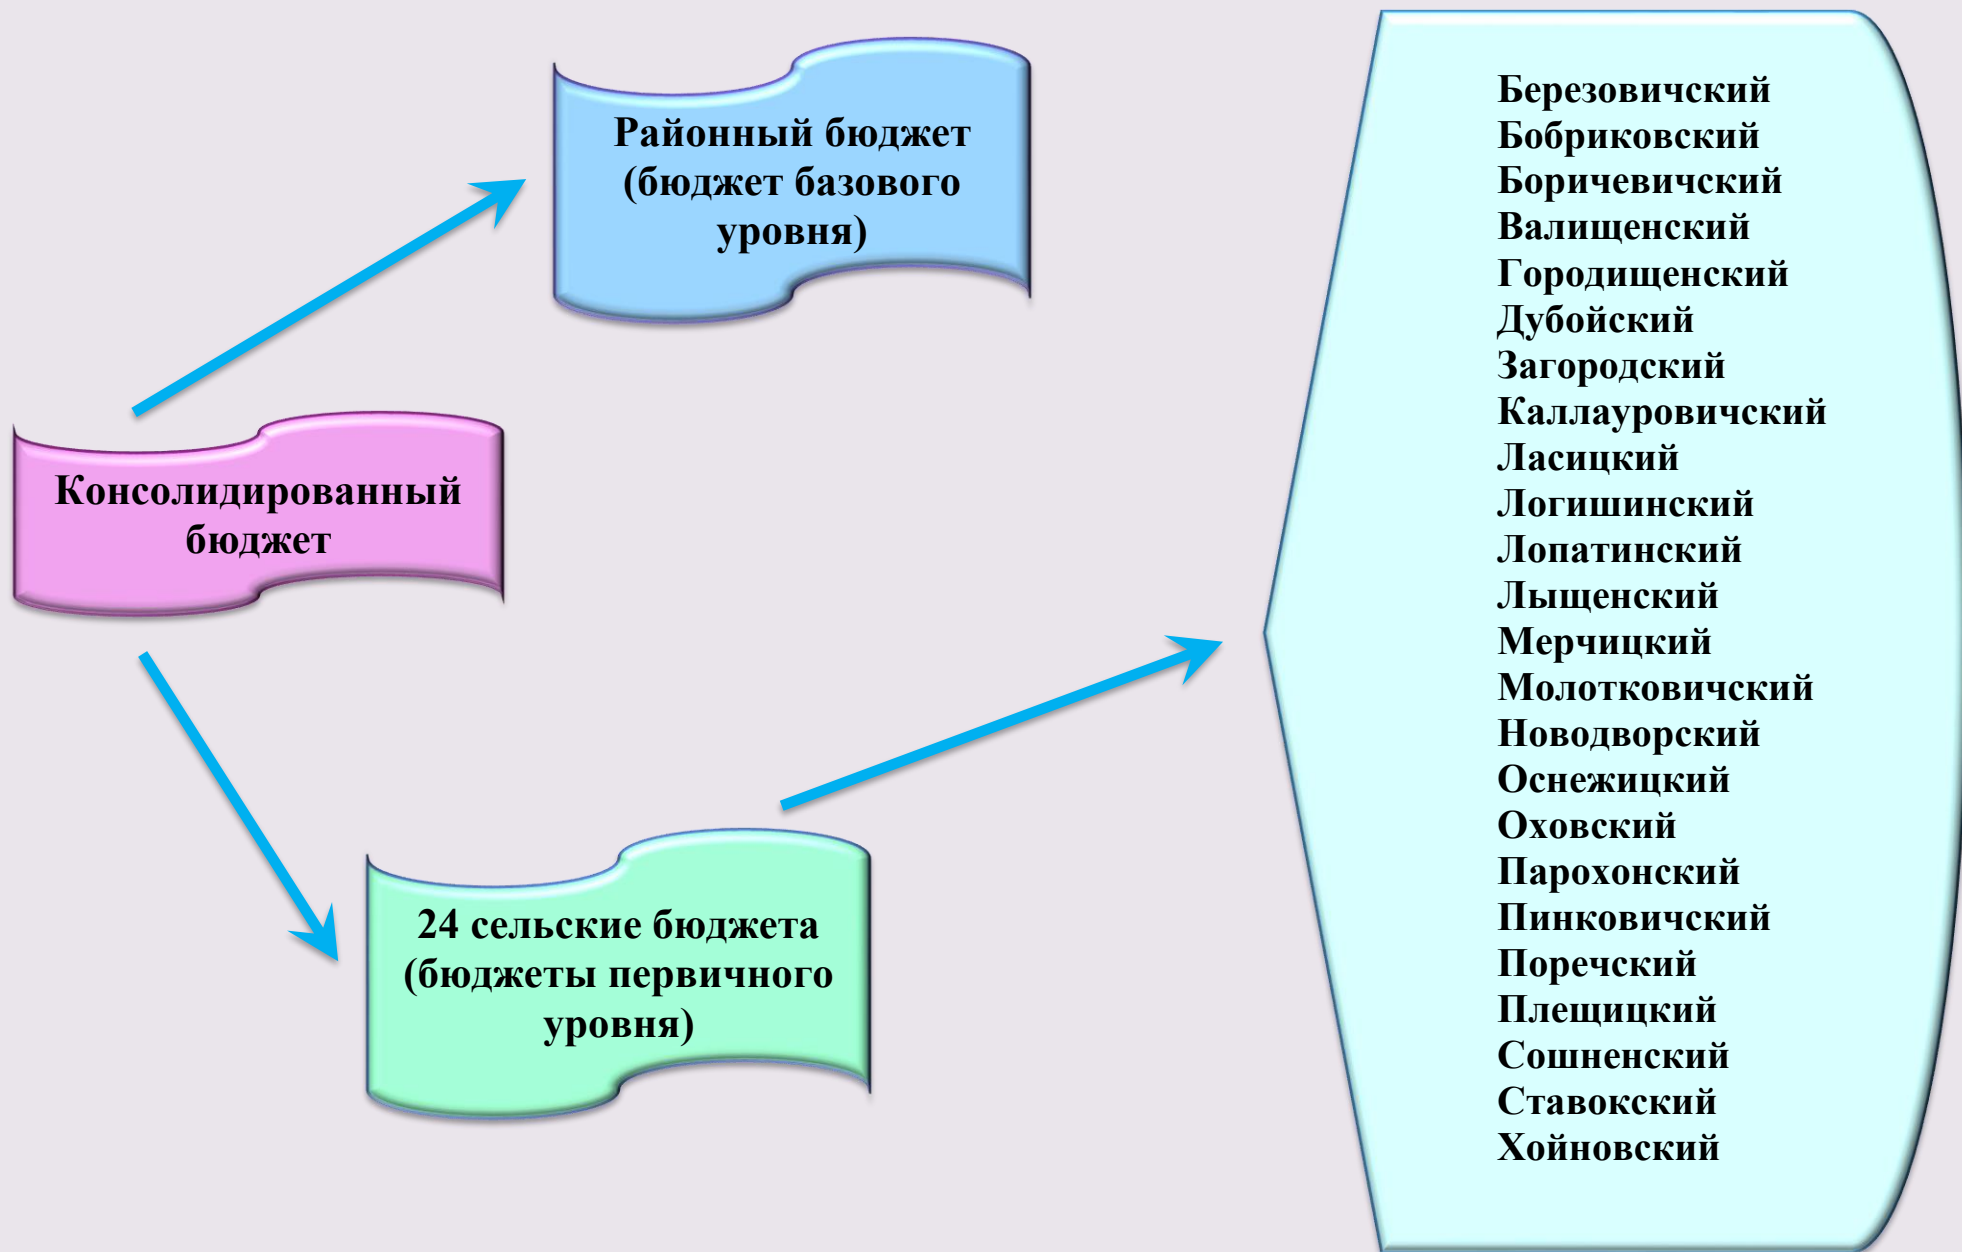 Районный бюджет
(бюджет базового
уровня)
Консолидированный
бюджет
24 сельские бюджета
(бюджеты первичного
уровня)
Березовичский
Бобриковский
Боричевичский
Валищенский
Городищенский
Дубойский
Загородский
Каллауровичский
Ласицкий
Логишинский
Лопатинский
Лыщенский
Мерчицкий
Молотковичский
Новодворский
Оснежицкий
Оховский
Парохонский
Пинковичский
Поречский
Плещицкий
Сошненский
Ставокский
Хойновский